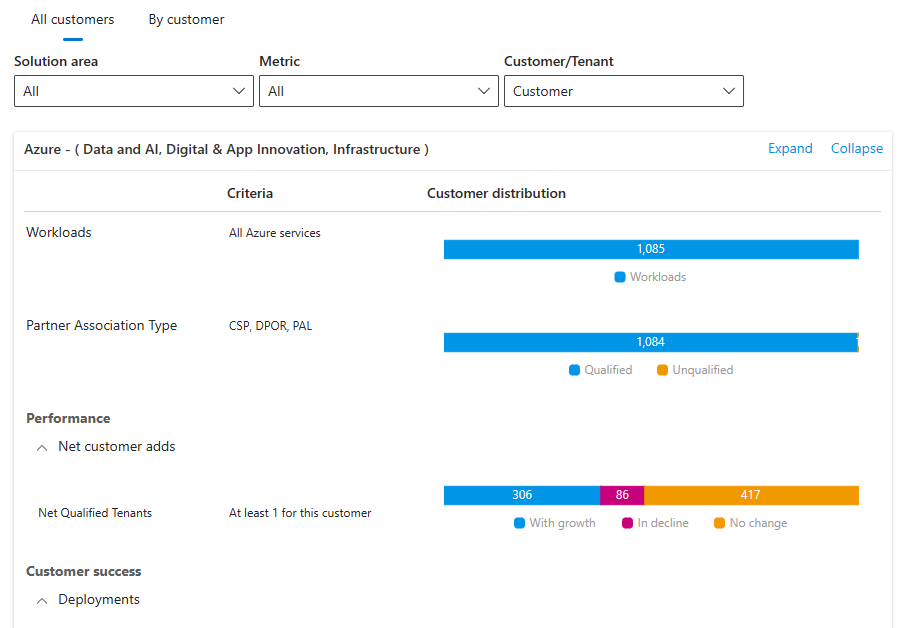 All customers By customer
Solution area Metric Customer/Tenant
All All Customer
Azure - ( Data and AI, Digital & App Innovation, Infrastructure ) Expand Collapse
Criteria Customer distribution
Workloads All Azure services
1,085
Workloads
Partner Association Type CSP, DPOR, PAL
1,084
Qualified Unqualified
Performance
Net customer adds
306 86 417
Net Qualified Tenants At least 1 for this customer
With growth In decline No change
Customer success
Deployments